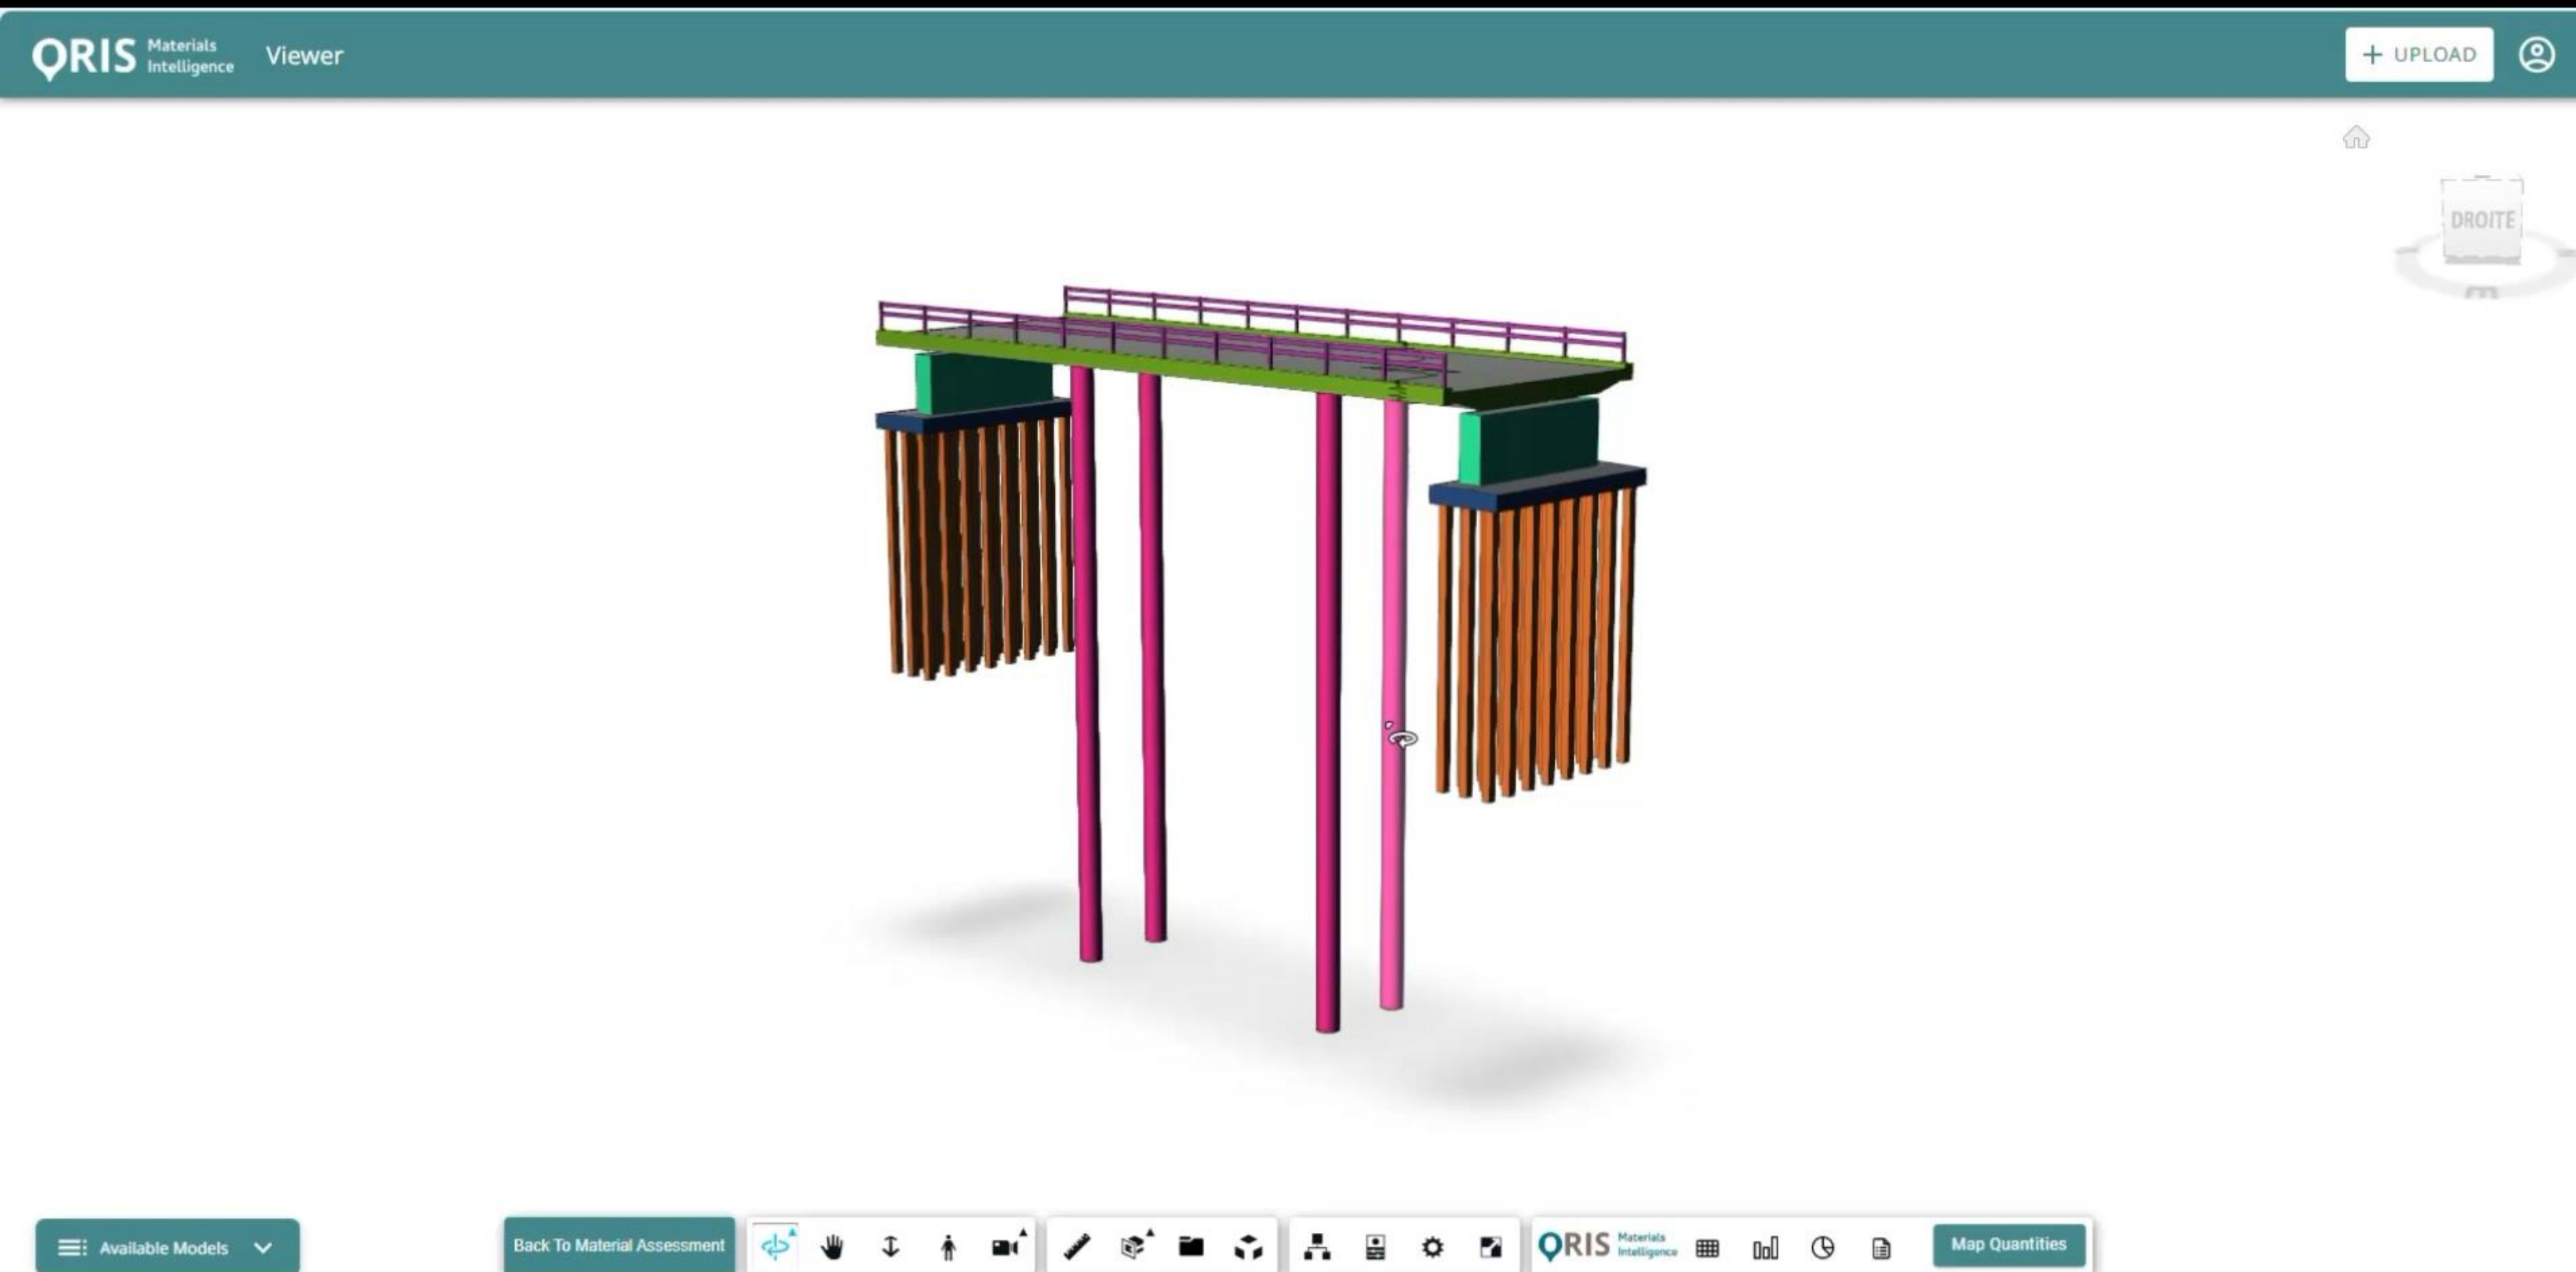 ORIS Materials Intelligence
Viewer
+ UPLOAD
DROITE
Available Models
Back To Material Assessment
ORIS Materials Intelligence
Map Quantities